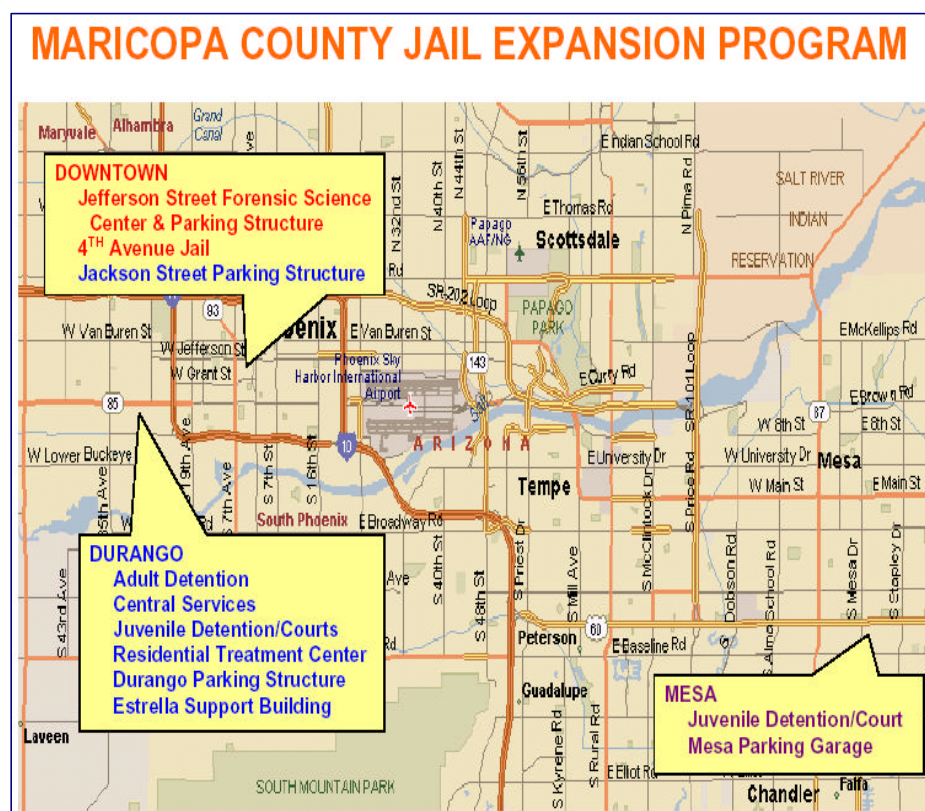 MARICOPA COUNTY JAIL EXPANSION PROGRAM
Maryvale
Alhambra
Grand
Canal
N 32nd St
N 40th St
N 44th St
N 56th St
E Indian School Rd
N Pima Rd
SALT RIVER
INDIAN
RESERVATION
DOWNTOWN
Jefferson Street Forensic Science
Center & Parking Structure
4TH Avenue Jail
Jackson Street Parking Structure
E Thomas Rd
Papago
AAF/NG
Scottsdale
Rd
SR-202 Loop
PAPAGO
PARK
93
W Van Buren St
E Van Buren St
E McKellips Rd
W Jefferson St
W Grant St
Phoenix Sky
Harbor International
Airport
143
E Curry Rd
SR-101 Loop
87
E Brown Rd
85
W 8th St
E 8th St
ARIZONA
10
W Lower Buckeye
E University Dr
W University Dr
Mesa
Tempe
W Main St
E Main St
35th Ave
19th Ave
S 7th Ave
S 7th St
S 16th St
South Phoenix
E Broadway Rd
S 40th St
S 48th St
S Priest Dr
S Mill Ave
S McClintock Dr
S Price Rd
S Dobson Rd
S Alma School Rd
S Mesa Dr
S Stapley Dr
S 43rd Ave
DURANGO
Adult Detention
Central Services
Juvenile Detention/Courts
Residential Treatment Center
Durango Parking Structure
Estrella Support Building
Ave
Rd
Peterson
60
E Baseline Rd
Guadalupe
MESA
Juvenile Detention/Court
Mesa Parking Garage
Laveen
S Kyrene Rd
S Rural Rd
E Elliot Rd
W Elliot
SOUTH MOUNTAIN PARK
Chandler